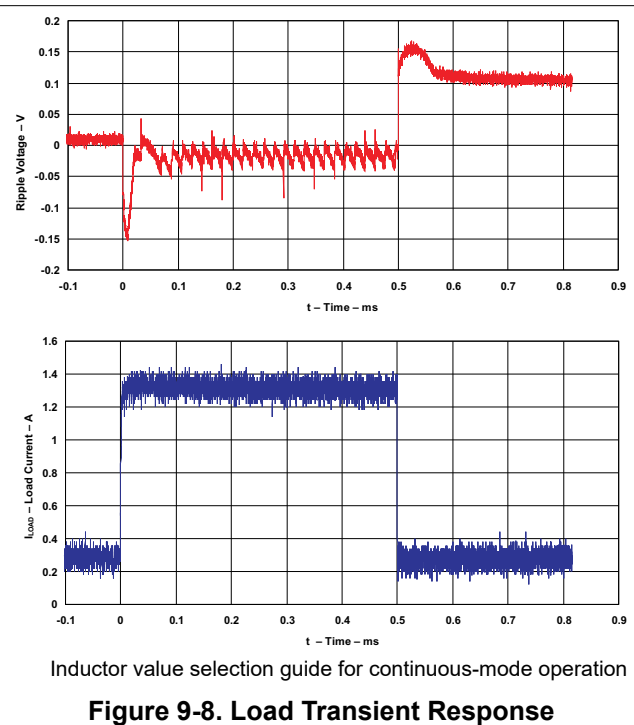 0.2
0.15
0.1
0.05
0
-0.05
-0.1
-0.15
-0.2
Ripple Voltage – V
-0.1 0 0.1 0.2 0.3 0.4 0.5 0.6 0.7 0.8 0.9
t – Time – ms
1.6
1.4
1.2
1
0.8
0.6
0.4
0.2
0
ILOAD – Load Current – A
-0.1 0 0.1 0.2 0.3 0.4 0.5 0.6 0.7 0.8 0.9
t – Time – ms
Inductor value selection guide for continuous-mode operation
Figure 9-8. Load Transient Response